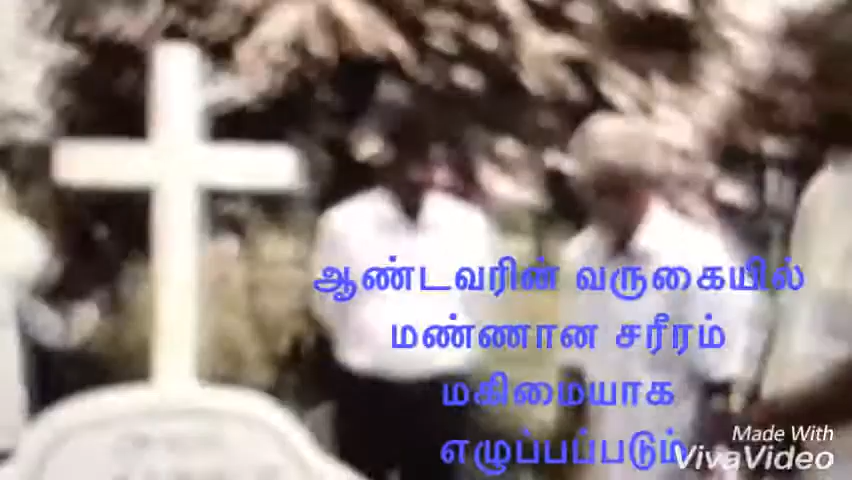 ஆண்டவரின் வருகையில்
மண்ணான சரீரம்
மகிமையாக
எழுப்பப்படும்
Made With
VivaVideo